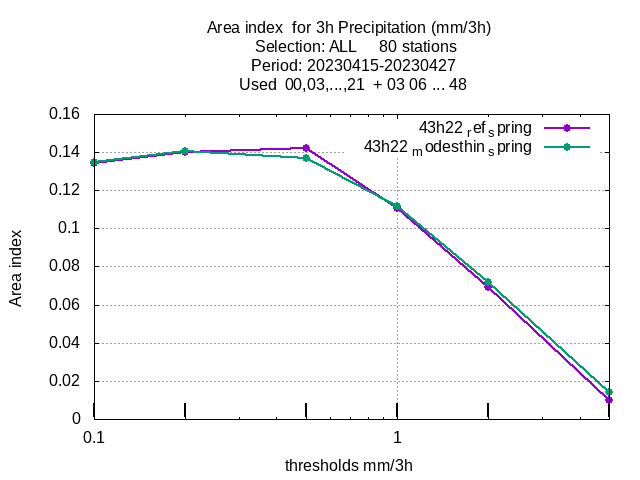 Area index  for 3h Precipitation (mm/3h)
Selection: ALL     80 stations
Period: 20230415-20230427
Used  00,03,...,21  + 03 06 ... 48
0.16
43h22 ref spring
0.14
43h22 modesthin spring
0.12
0.1
0.08
0.06
0.04
0.02
0
0.1
1
Area index
thresholds mm/3h